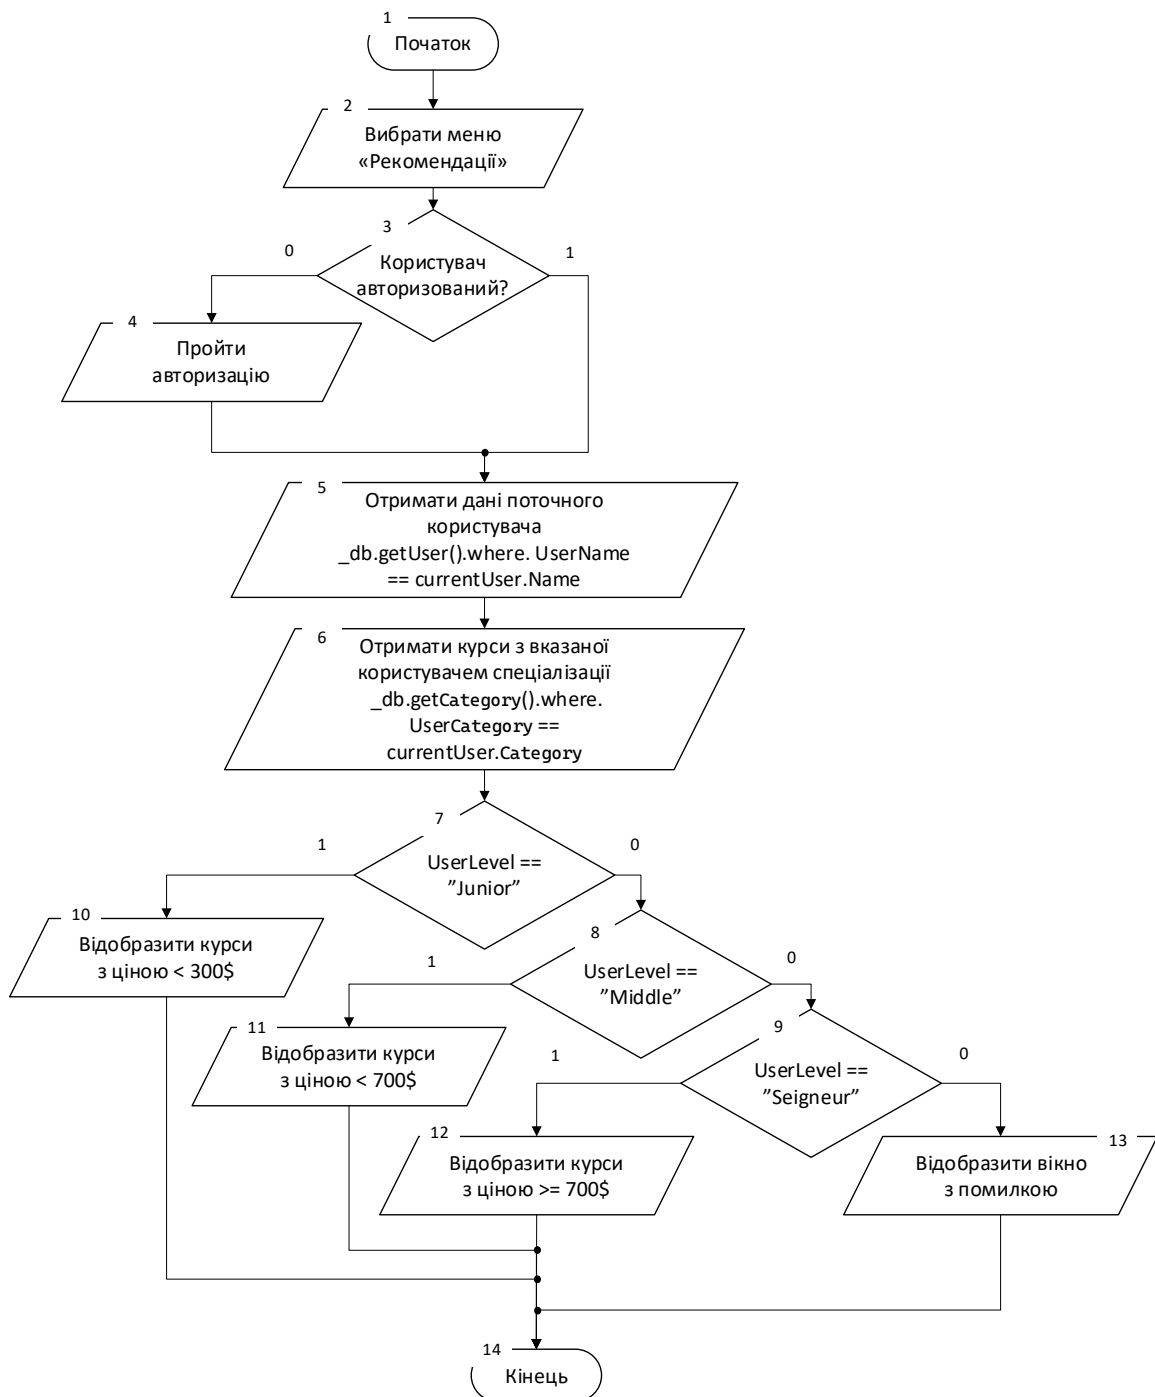 1
Початок
2
Вибрати меню
«Рекомендації»
3
0
1
Користувач
авторизований?
4
Пройти
авторизацію
5
Отримати дані поточного
користувача
_db.getUser().where. UserName
== currentUser.Name
6
Отримати курси з вказаної
користувачем спеціалізації
_db.getCategory().where.
UserCategory ==
currentUser.Category
7
1
0
UserLevel ==
”Junior”
10
Відобразити курси
з ціною < 300$
8
1
0
UserLevel ==
”Middle”
11
Відобразити курси
з ціною < 700$
9
1
0
UserLevel ==
”Seigneur”
12
Відобразити курси
з ціною >= 700$
13
Відобразити вікно
з помилкою
14
Кінець